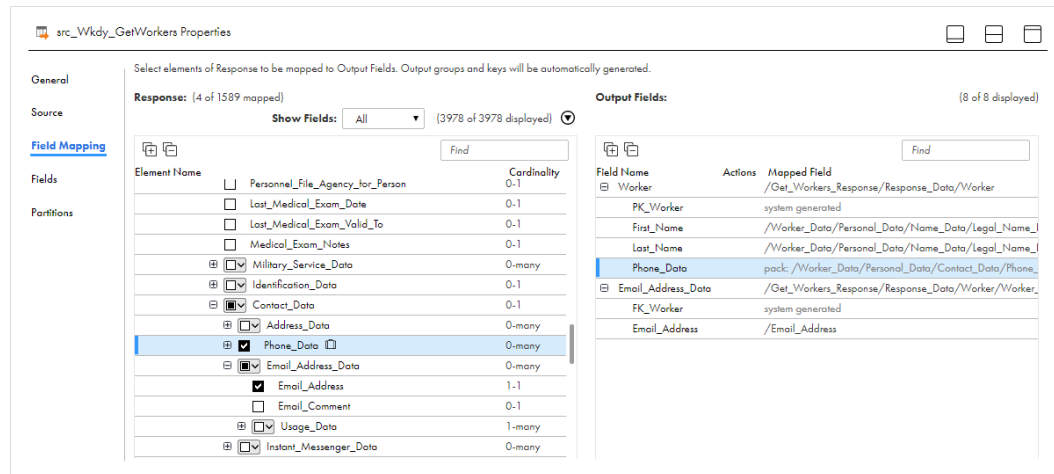 src_Wkdy_GetWorkers Properties
General
Source
Field Mapping
Fields
Partitions
Select elements of Response to be mapped to Output Fields. Output groups and keys will be automatically generated.
Response: (4 of 1589 mapped)
Show Fields: All (3978 of 3978 displayed)
Find
Element Name Cardinality
Personnel_File_Agency_for_Person 0-1
Last_Medical_Exam_Date 0-1
Last_Medical_Exam_Valid_To 0-1
Medical_Exam_Notes 0-1
Military_Service_Data 0-many
Identification_Data 0-1
Contact_Data 0-1
Address_Data 0-many
Phone_Data 0-many
Email_Address_Data 0-many
Email_Address 1-1
Email_Comment 0-1
Usage_Data 1-many
Instant_Messenger_Data 0-many
Output Fields: (8 of 8 displayed)
Find
Field Name Actions Mapped Field
Worker /Get_Workers_Response/Response_Data/Worker
PK_Worker system generated
First_Name /Worker_Data/Personal_Data/Name_Data/Legal_Name_
Last_Name /Worker_Data/Personal_Data/Name_Data/Legal_Name_
Phone_Data pack: /Worker_Data/Personal_Data/Contact_Data/Phone_
Email_Address_Data /Get_Workers_Response/Response_Data/Worker/Worker_
FK_Worker system generated
Email_Address /Email_Address